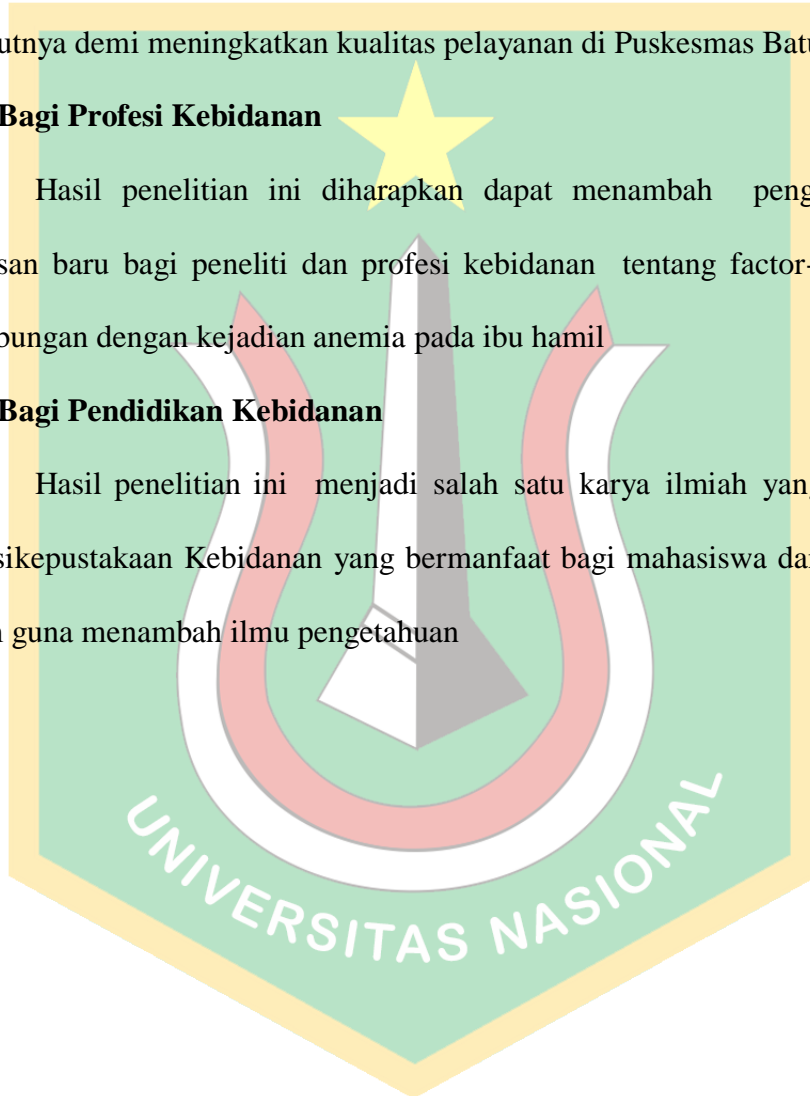 utnya demi meningkatkan kualitas pelayanan di Puskesmas Batu
Bagi Profesi Kebidanan
Hasil penelitian ini diharapkan dapat menambah peng
san baru bagi peneliti dan profesi kebidanan tentang factor-
bungan dengan kejadian anemia pada ibu hamil
Bagi Pendidikan Kebidanan
Hasil penelitian ini menjadi salah satu karya ilmiah yang
sikepustakaan Kebidanan yang bermanfaat bagi mahasiswa dan
guna menambah ilmu pengetahuan
UNIVERSITAS NASIONAL